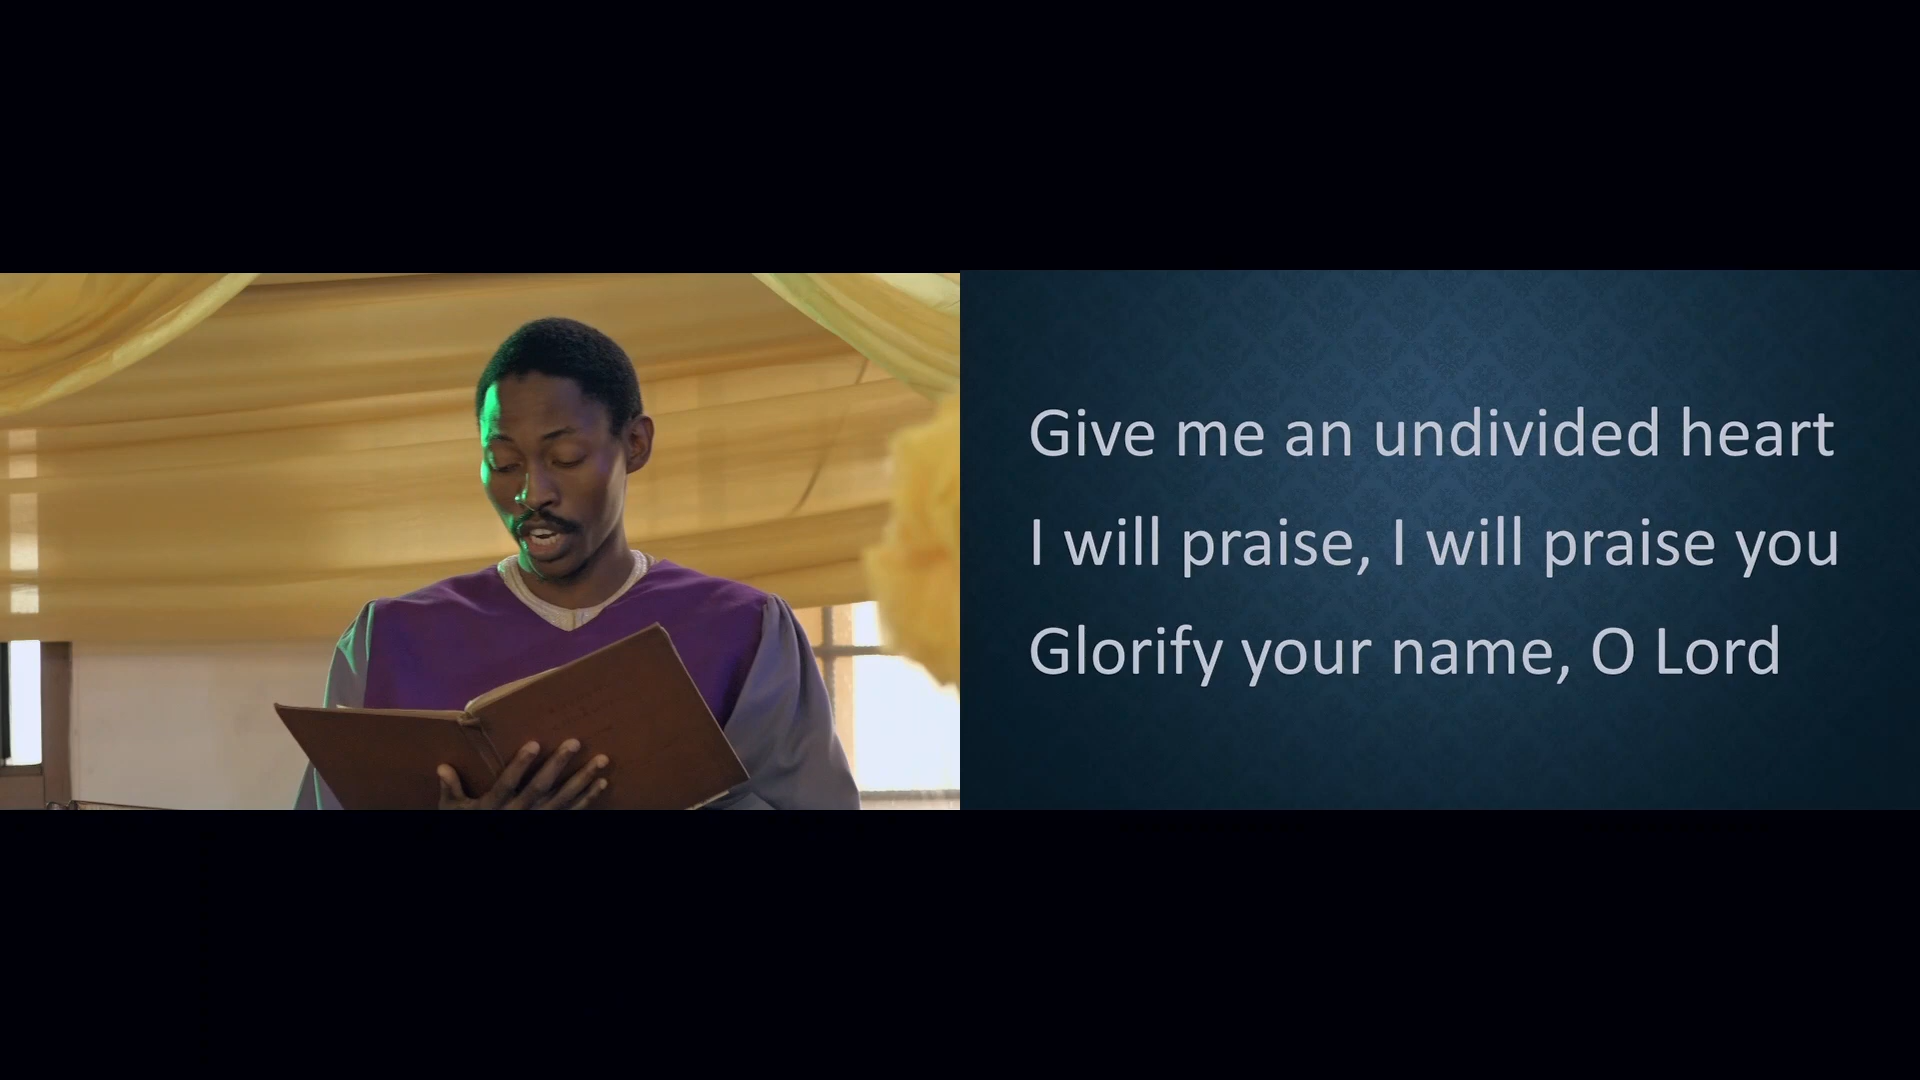 Give me an undivided heart
I will praise, I will praise you
Glorify your name, O Lord